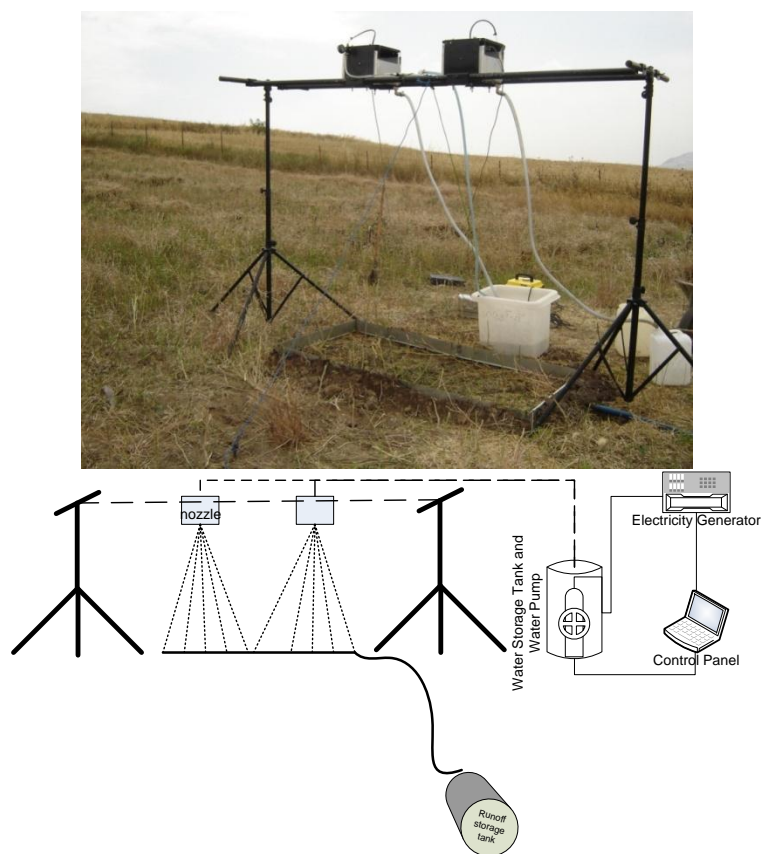 nozzle
Electricity Generator
Water Storage Tank and
Water Pump
Control Panel
Runoff
storage
tank